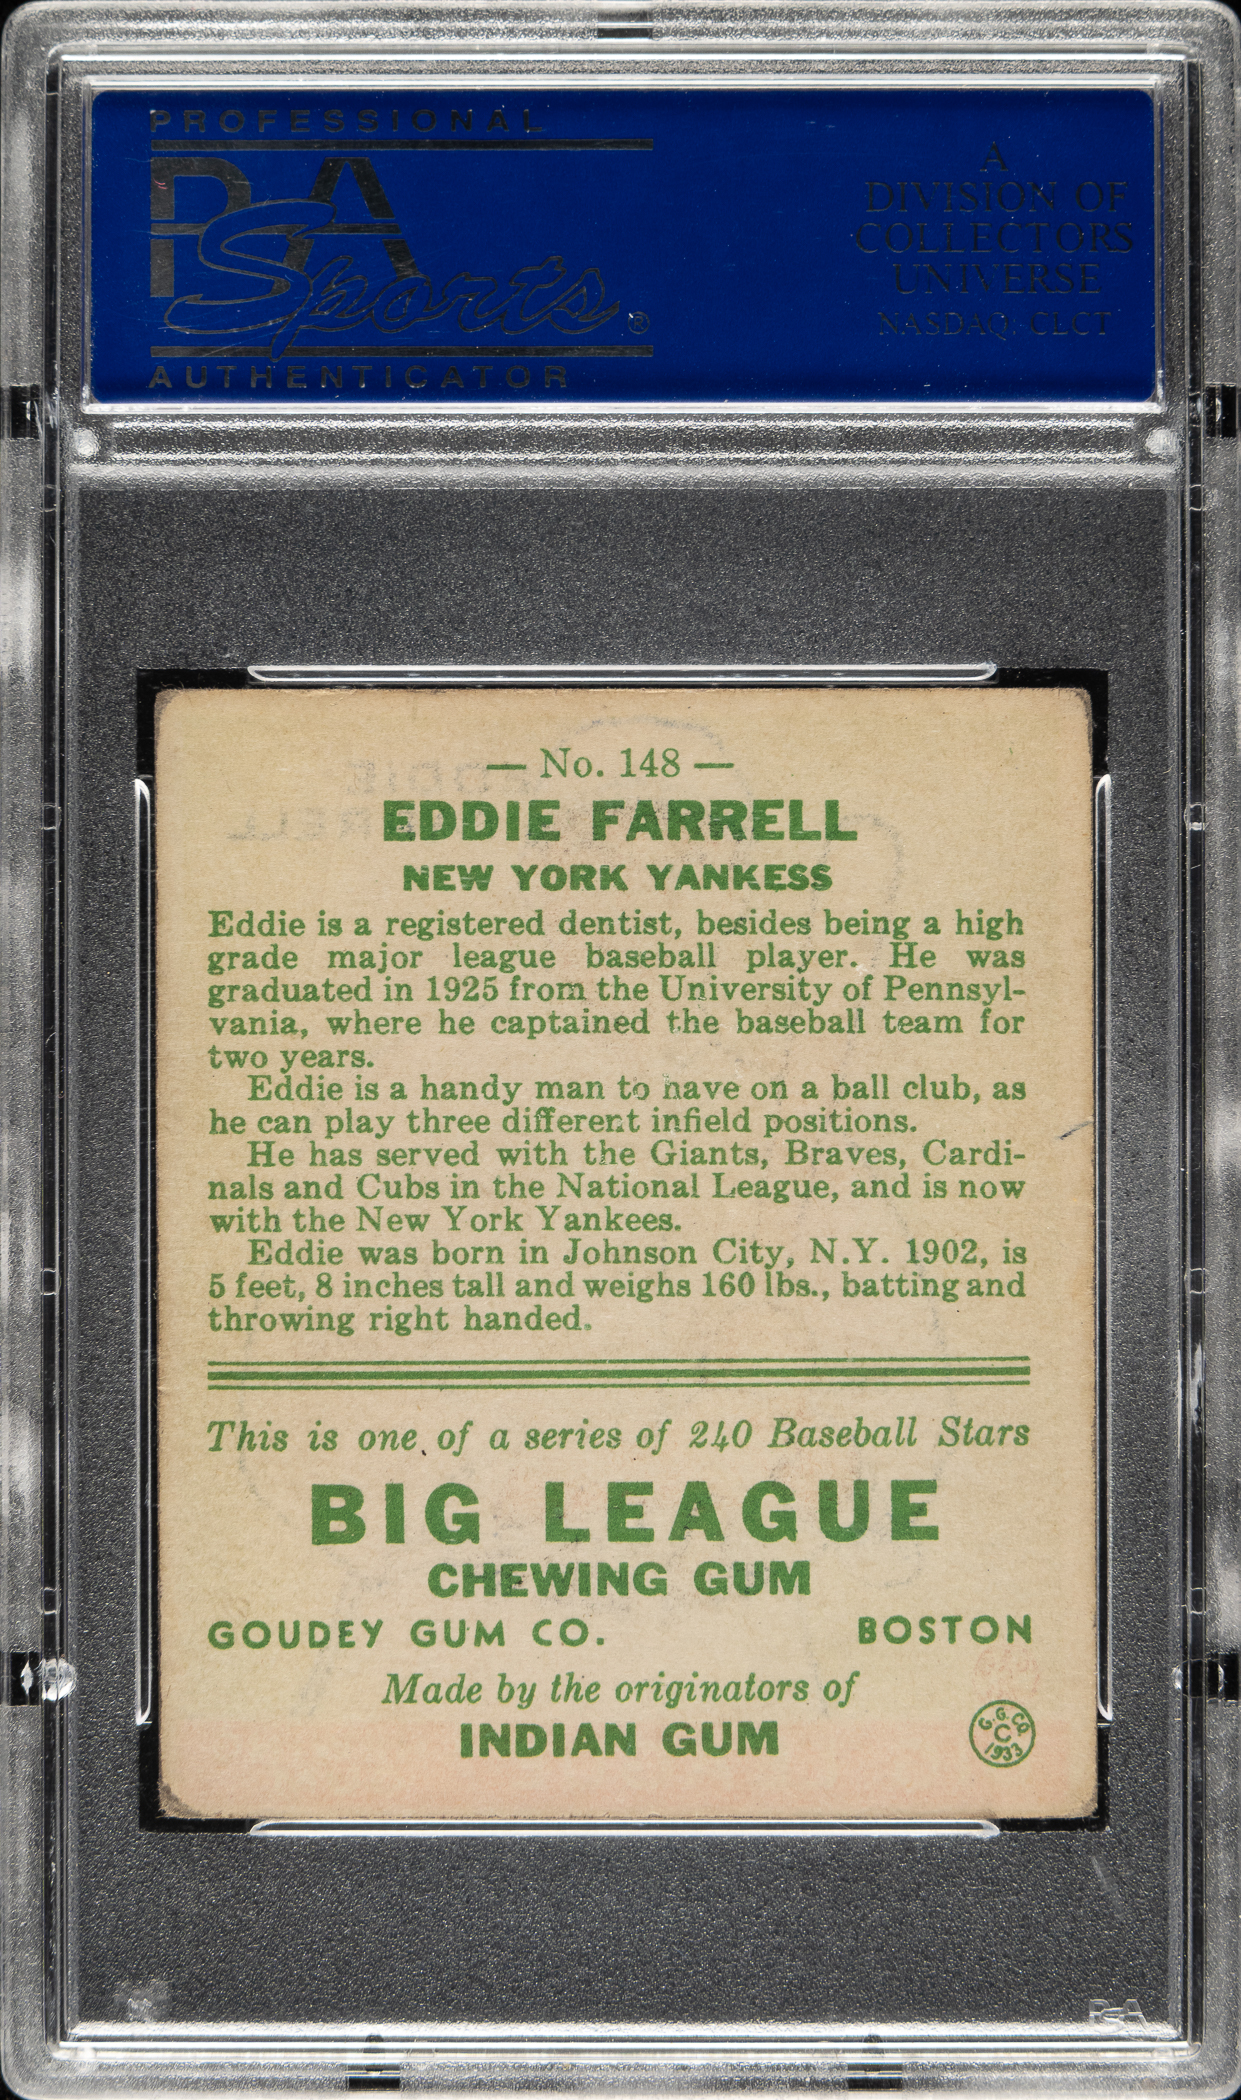 PROFESSIONAL
PSA
Sports®
AUTHENTICATOR
A
DIVISION OF
COLLECTORS
UNIVERSE
NASDAQ: CLCT
— No. 148 —
EDDIE FARRELL
NEW YORK YANKESS
Eddie is a registered dentist, besides being a high
grade major league baseball player. He was
graduated in 1925 from the University of Pennsyl-
vania, where he captained the baseball team for
two years.
Eddie is a handy man to have on a ball club, as
he can play three different infield positions.
He has served with the Giants, Braves, Cardi-
nals and Cubs in the National League, and is now
with the New York Yankees.
Eddie was born in Johnson City, N.Y. 1902, is
5 feet, 8 inches tall and weighs 160 lbs., batting and
throwing right handed.
This is one of a series of 240 Baseball Stars
BIG LEAGUE
CHEWING GUM
GOUDEY GUM CO. BOSTON
Made by the originators of
INDIAN GUM
G.G.CO.
C
1933
PSA